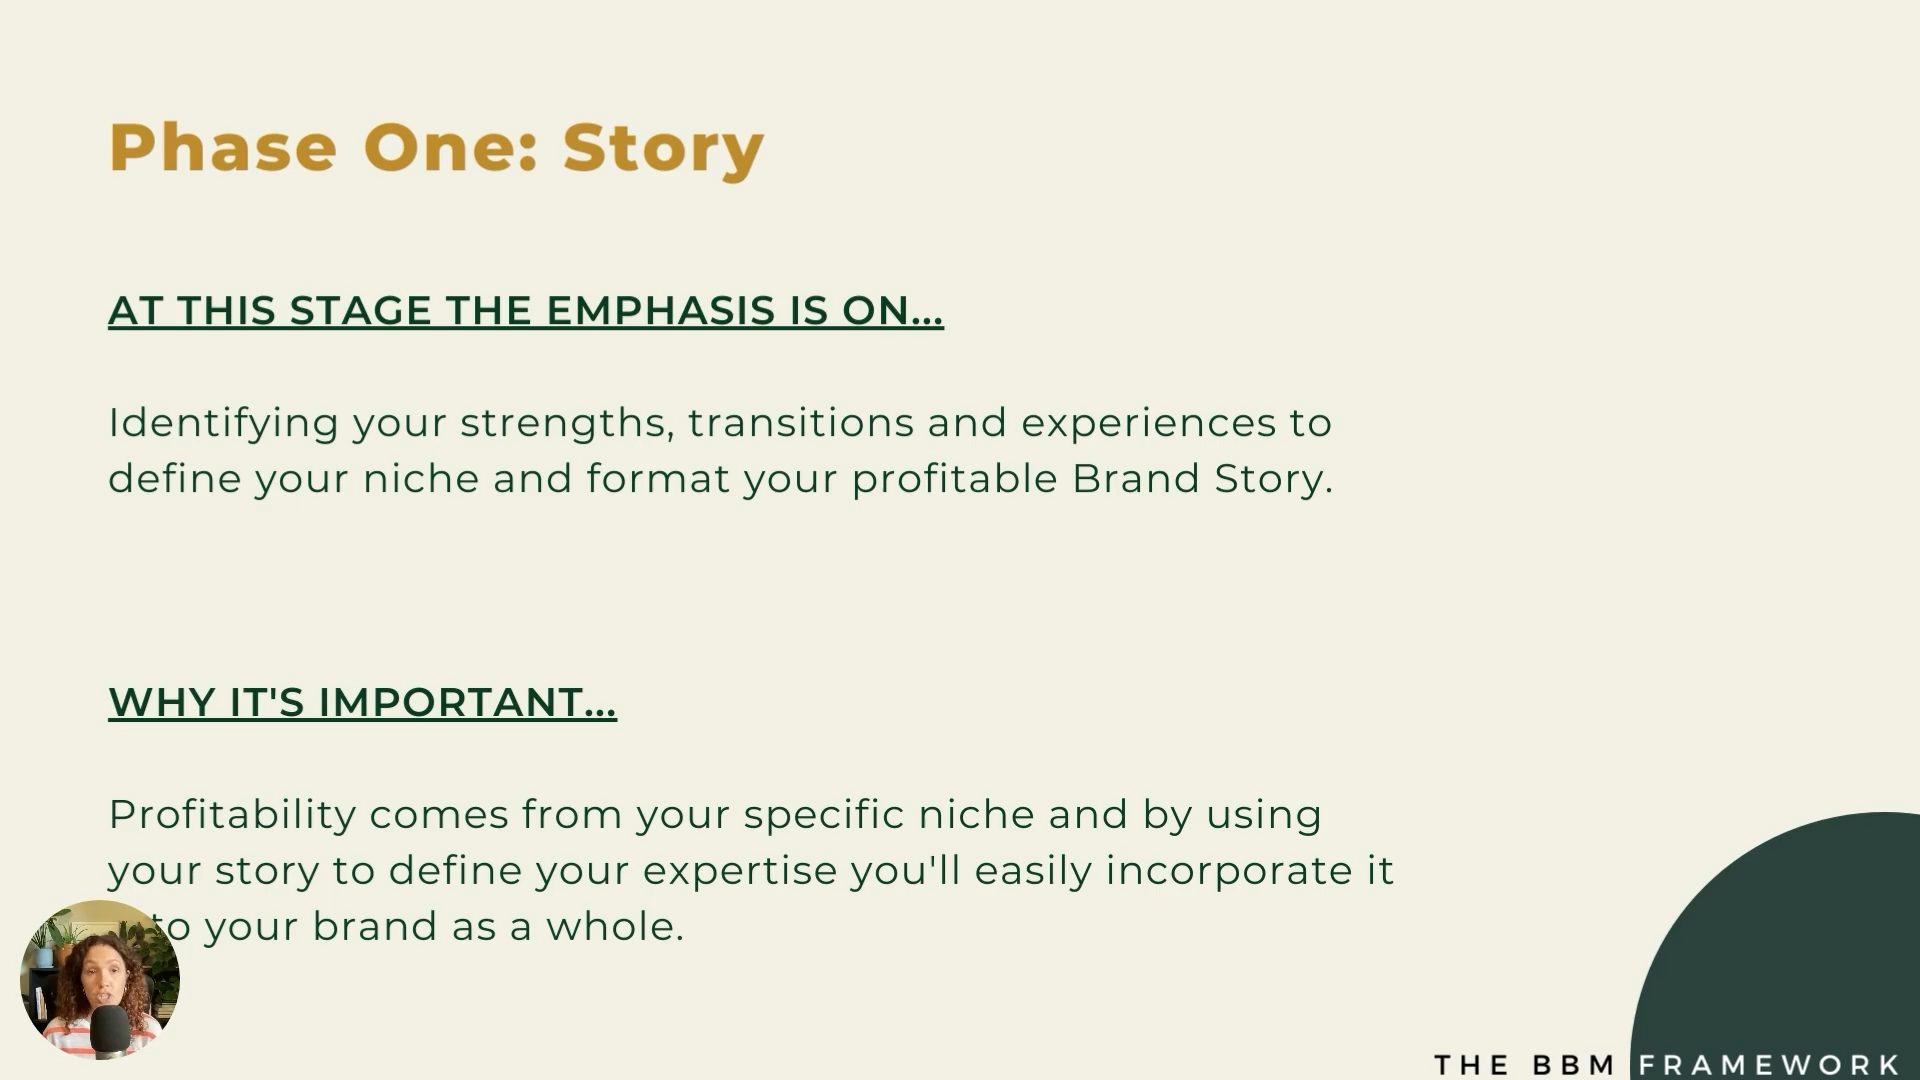 Phase One: Story
AT THIS STAGE THE EMPHASIS IS ON...
Identifying your strengths, transitions and experiences to
define your niche and format your profitable Brand Story.
WHY IT'S IMPORTANT...
Profitability comes from your specific niche and by using
your story to define your expertise you'll easily incorporate it
to your brand as a whole.
THE BBM FRAMEWORK